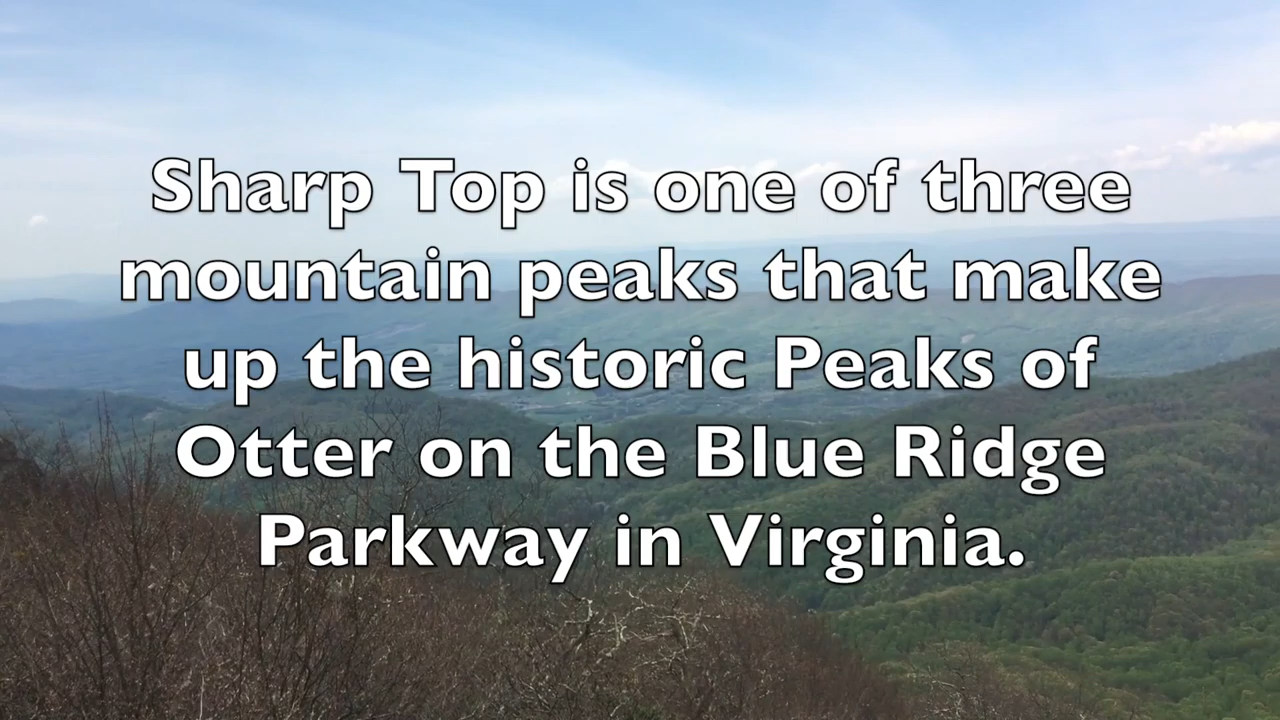 Sharp Top is one of three
mountain peaks that make
up the historic Peaks of
Otter on the Blue Ridge
Parkway in Virginia.